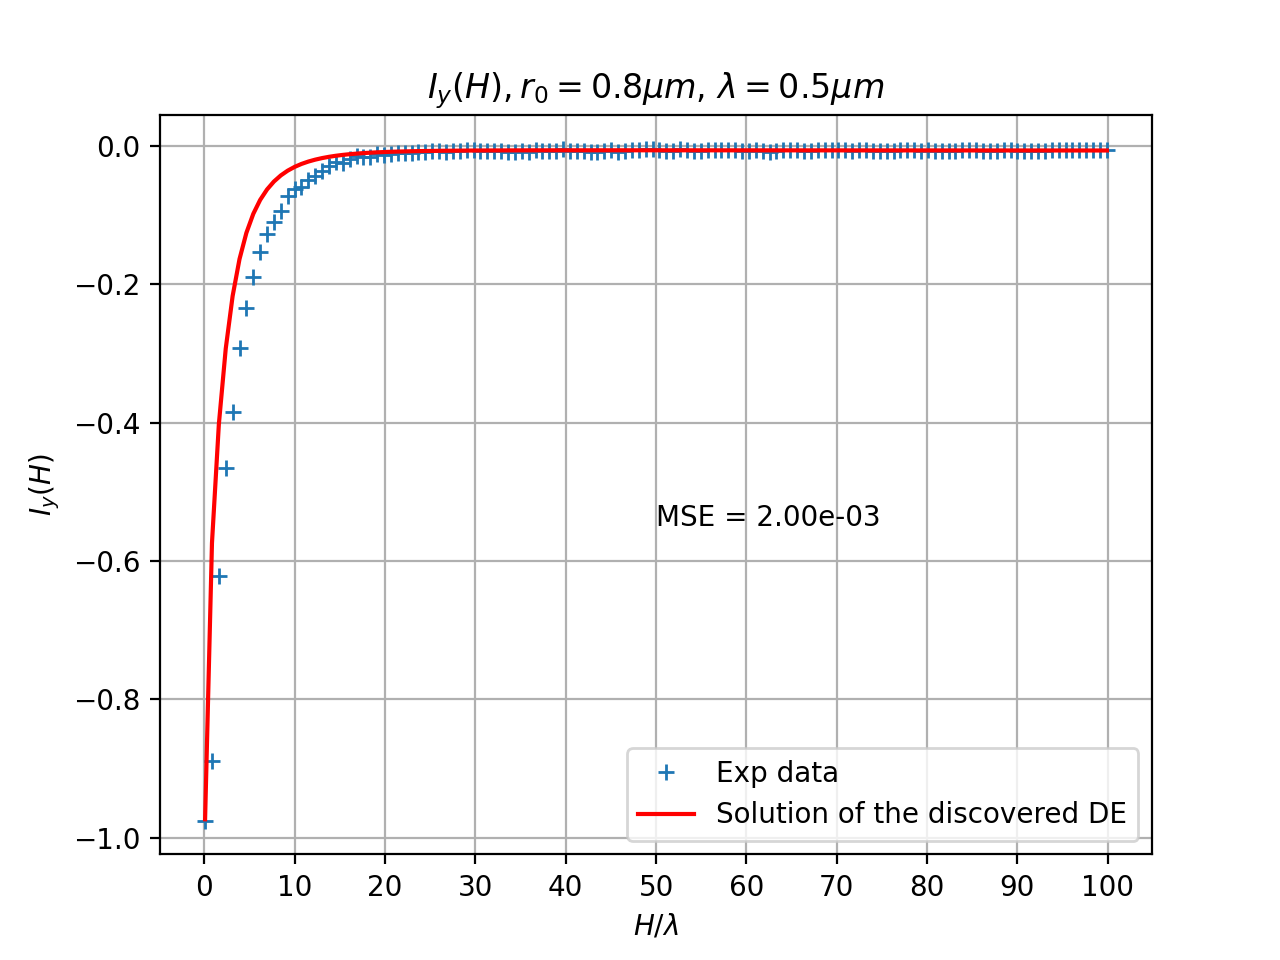 I_y(H), r_0 = 0.8μm, λ = 0.5μm
0.0
−0.2
−0.4
−0.6
−0.8
−1.0
I_y(H)
MSE = 2.00e-03
Exp data
Solution of the discovered DE
0 10 20 30 40 50 60 70 80 90 100
H/λ